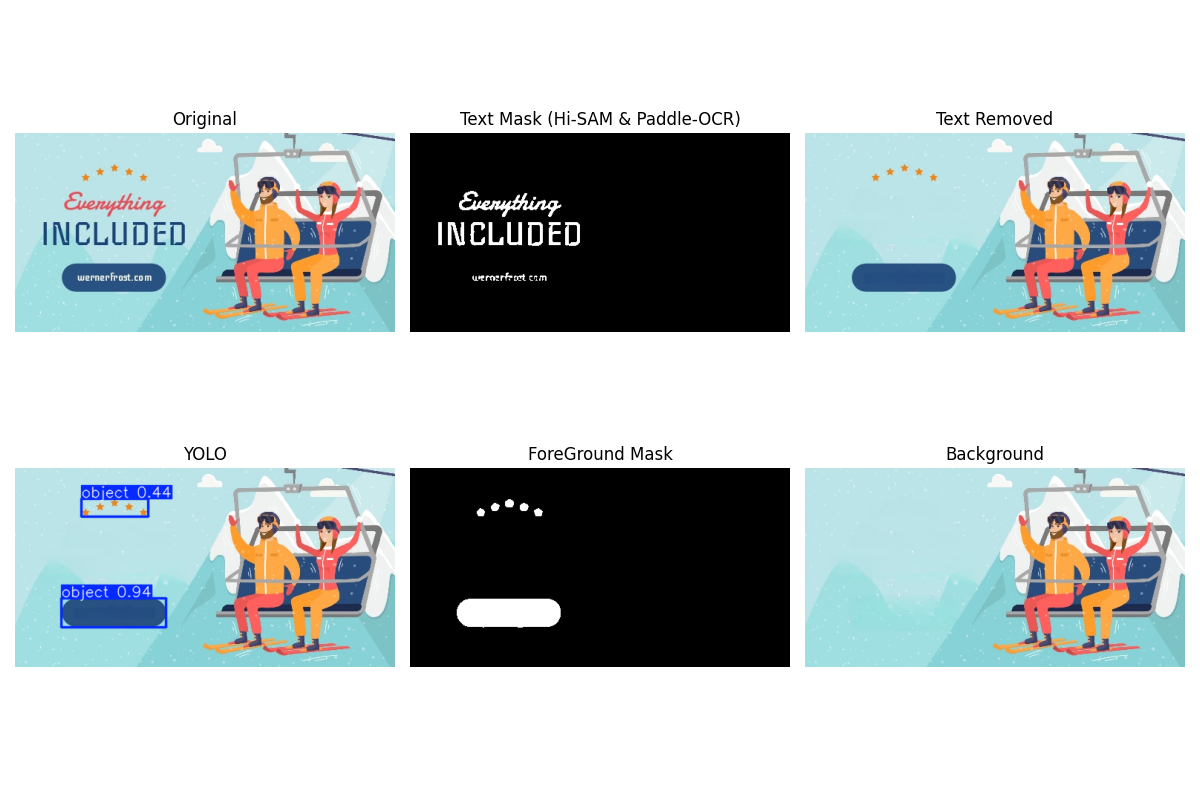 Original
Text Mask (Hi-SAM & Paddle-OCR)
Text Removed
Everything
INCLUDED
wernerfrost.com
Everything
INCLUDED
wernerfrost.com
YOLO
ForeGround Mask
Background
object 0.44
object 0.94